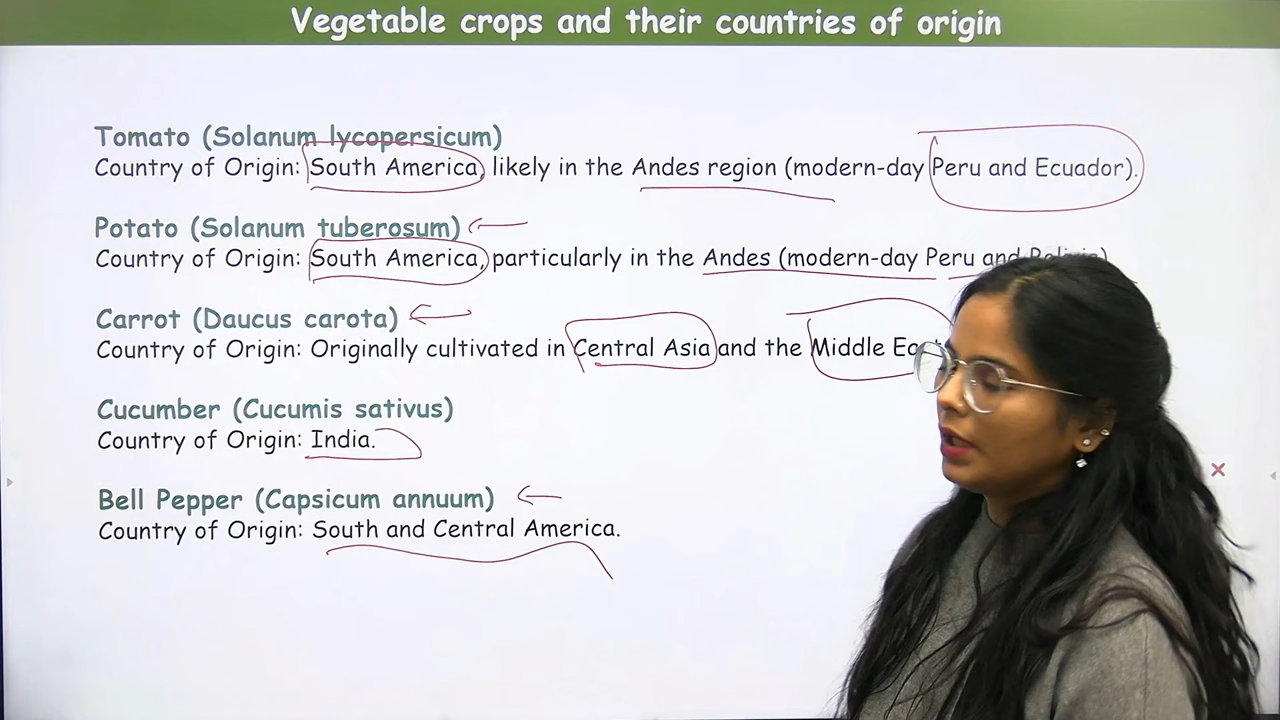 Vegetable crops and their countries of origin
Tomato (Solanum lycopersicum)
Country of Origin: South America, likely in the Andes region (modern-day Peru and Ecuador).
Potato (Solanum tuberosum)
Country of Origin: South America, particularly in the Andes (modern-day Peru and
Carrot (Daucus carota)
Country of Origin: Originally cultivated in Central Asia and the Middle
Cucumber (Cucumis sativus)
Country of Origin: India.
Bell Pepper (Capsicum annuum)
Country of Origin: South and Central America.